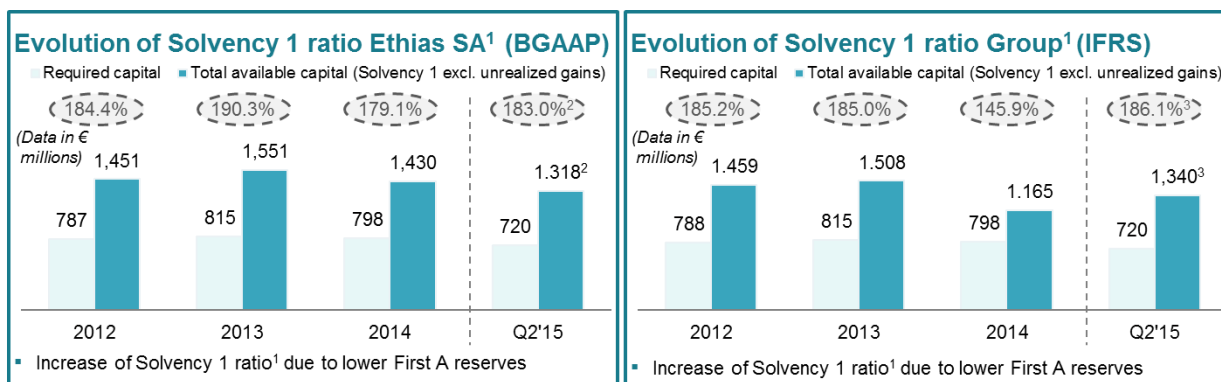 Evolution of Solvency 1 ratio Ethias SA¹ (BGAAP)
Required capital Total available capital (Solvency 1 excl. unrealized gains)
184.4% 190.3% 179.1% 183.0%²
(Data in €
millions)
1,451 1,551 1,430 1.318²
787 815 798 720
2012 2013 2014 Q2'15
▪ Increase of Solvency 1 ratio¹ due to lower First A reserves
Evolution of Solvency 1 ratio Group¹ (IFRS)
Required capital Total available capital (Solvency 1 excl. unrealized gains)
185.2% 185.0% 145.9% 186.1%³
(Data in €
millions)
1.459 1.508 1.165 1,340³
788 815 798 720
2012 2013 2014 Q2'15
▪ Increase of Solvency 1 ratio¹ due to lower First A reserves